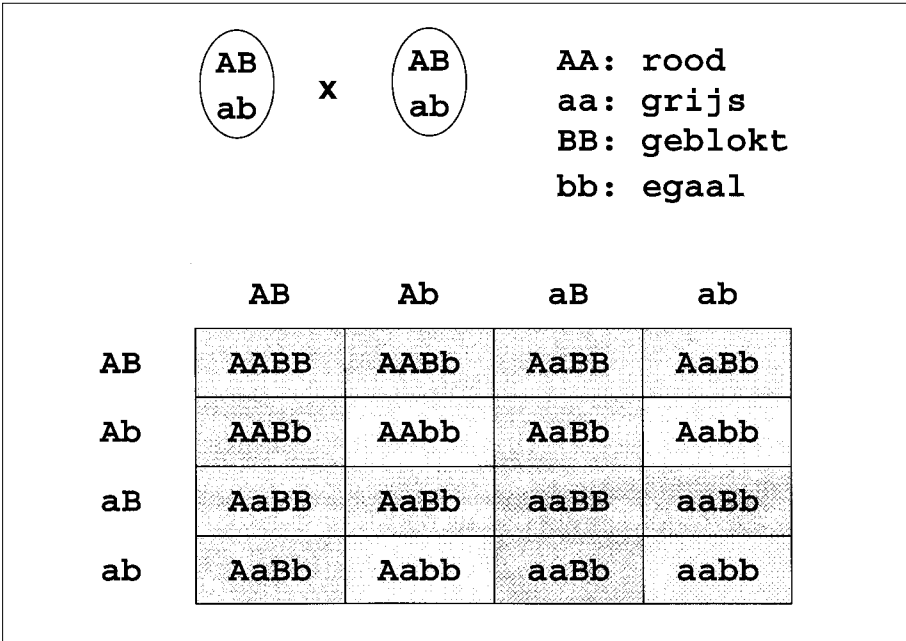 AB x AB AA: rood
ab ab aa: grijs
BB: geblokt
bb: egaal
AB Ab aB ab
AB AABB AABb AaBB AaBb
Ab AABb AAbb AaBb Aabb
aB AaBB AaBb aaBB aaBb
ab AaBb Aabb aaBb aabb